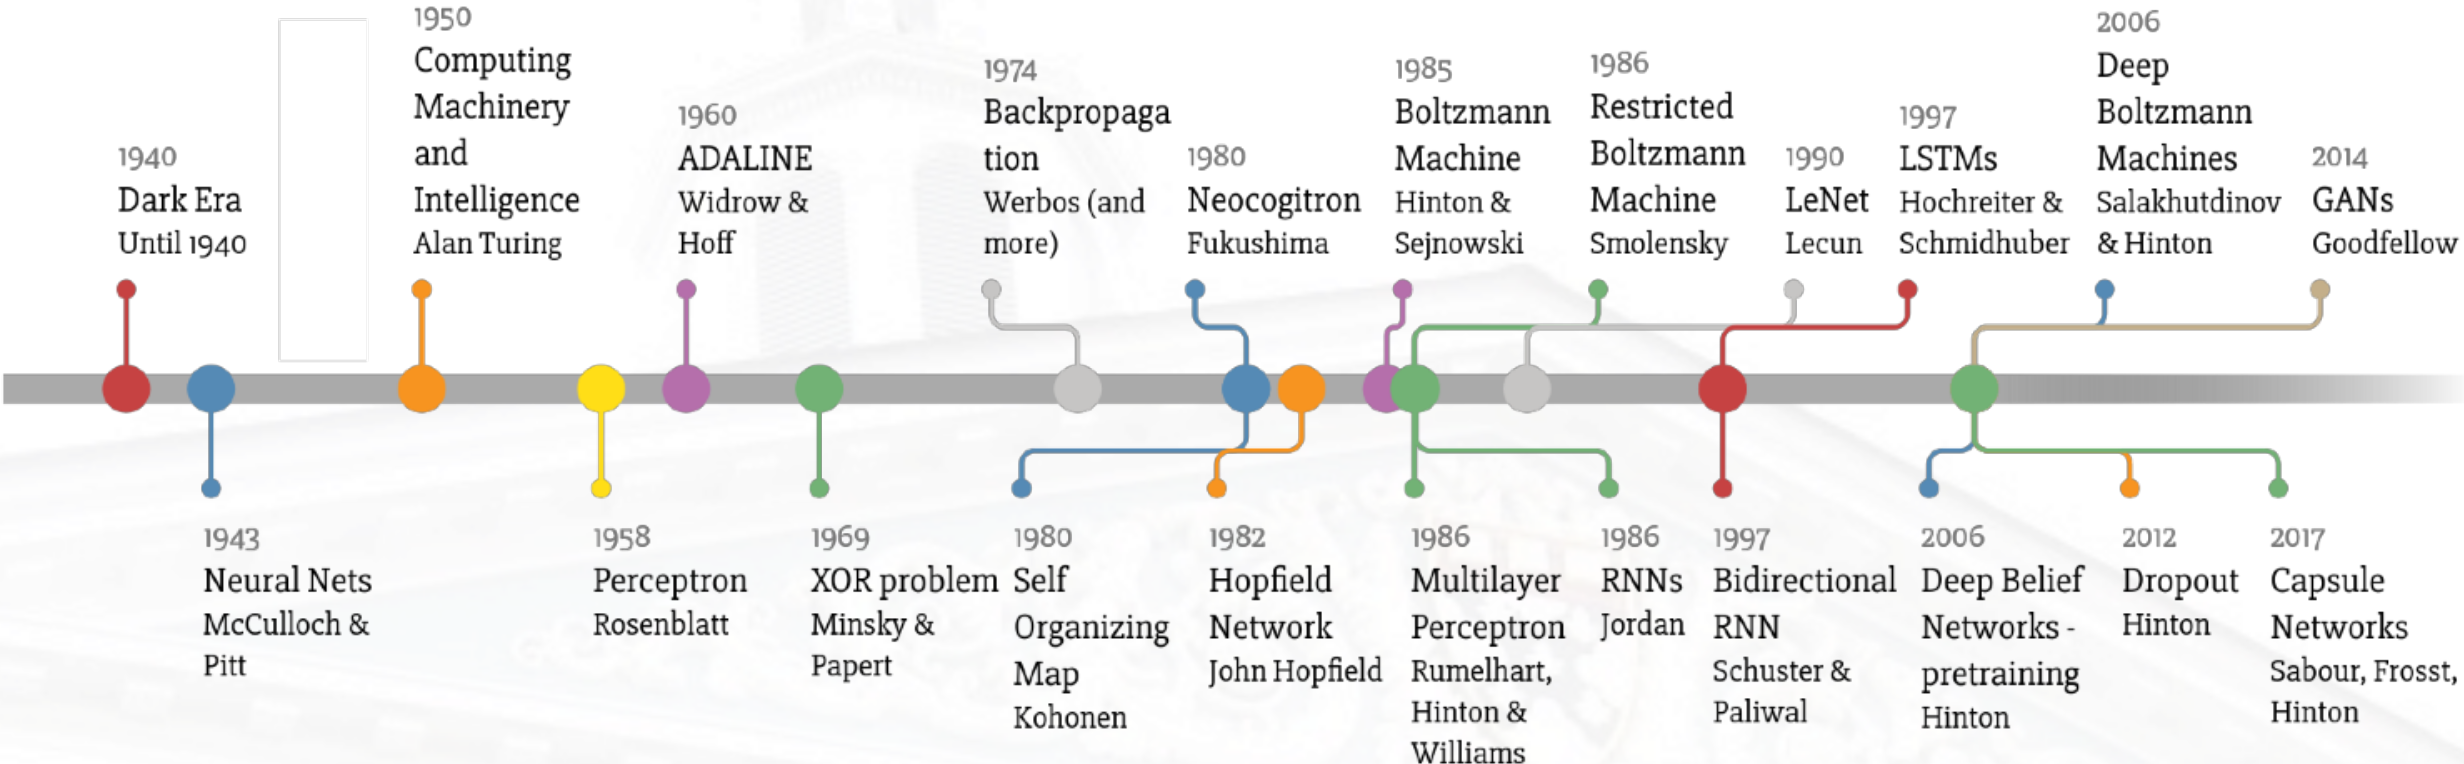 1940
Dark Era
Until 1940
1950
Computing
Machinery
and
Intelligence
Alan Turing
1960
ADALINE
Widrow &
Hoff
1974
Backpropaga
tion
Werbos (and
more)
1980
Neocogitron
Fukushima
1985
Boltzmann
Machine
Hinton &
Sejnowski
1986
Restricted
Boltzmann
Machine
Smolensky
1990
LeNet
Lecun
1997
LSTMs
Hochreiter &
Schmidhuber
2006
Deep
Boltzmann
Machines
Salakhutdinov
& Hinton
2014
GANs
Goodfellow
1943
Neural Nets
McCulloch &
Pitt
1958
Perceptron
Rosenblatt
1969
XOR problem
Minsky &
Papert
1980
Self
Organizing
Map
Kohonen
1982
Hopfield
Network
John Hopfield
1986
Multilayer
Perceptron
Rumelhart,
Hinton &
Williams
1986
RNNs
Jordan
1997
Bidirectional
RNN
Schuster &
Paliwal
2006
Deep Belief
Networks -
pretraining
Hinton
2012
Dropout
Hinton
2017
Capsule
Networks
Sabour, Frosst,
Hinton